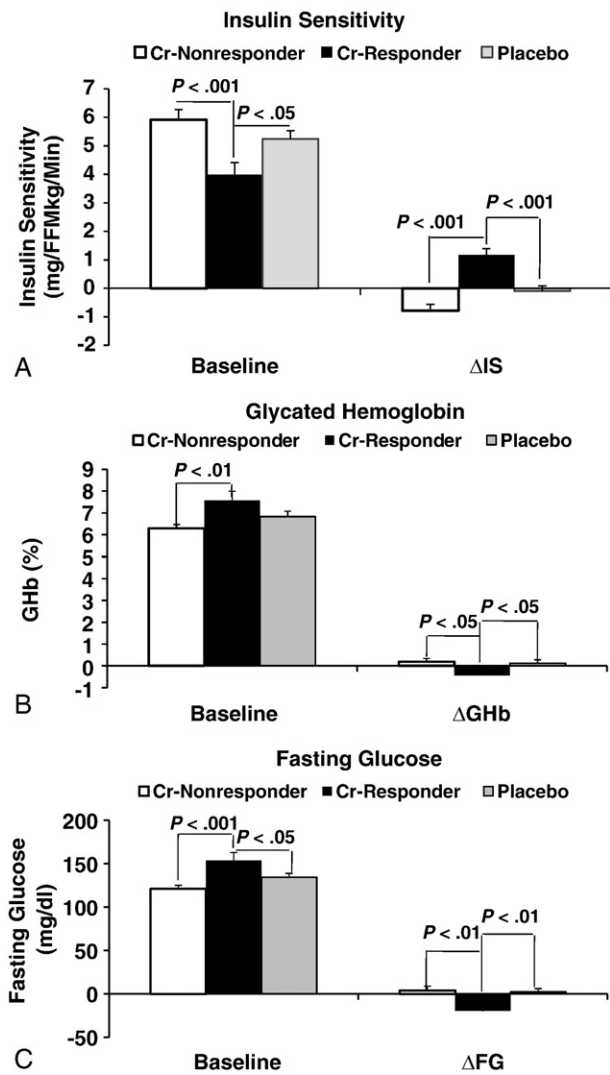 Insulin Sensitivity
Cr-Nonresponder Cr-Responder Placebo
P < .001
P < .05
P < .001
P < .001
Insulin Sensitivity
(mg/FFMkg/Min)
7
6
5
4
3
2
1
0
-1
-2
A
Baseline ΔIS
Glycated Hemoglobin
Cr-Nonresponder Cr-Responder Placebo
P < .01
P < .05
P < .05
GHb (%)
9
8
7
6
5
4
3
2
1
0
-1
B
Baseline ΔGHb
Fasting Glucose
Cr-Nonresponder Cr-Responder Placebo
P < .001
P < .05
P < .01
P < .01
Fasting Glucose
(mg/dl)
200
150
100
50
0
-50
C
Baseline ΔFG